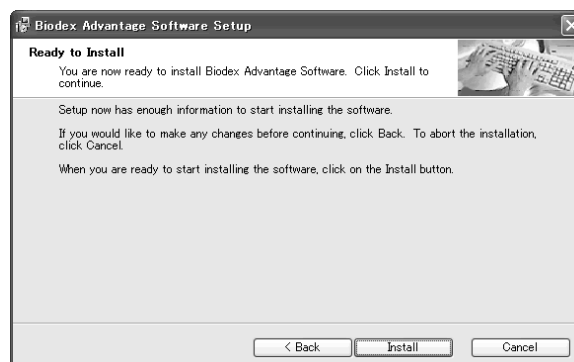 Biodex Advantage Software Setup
Ready to Install
You are now ready to install Biodex Advantage Software. Click Install to
continue.
Setup now has enough information to start installing the software.
If you would like to make any changes before continuing, click Back. To abort the installation,
click Cancel.
When you are ready to start installing the software, click on the Install button.
< Back Install Cancel